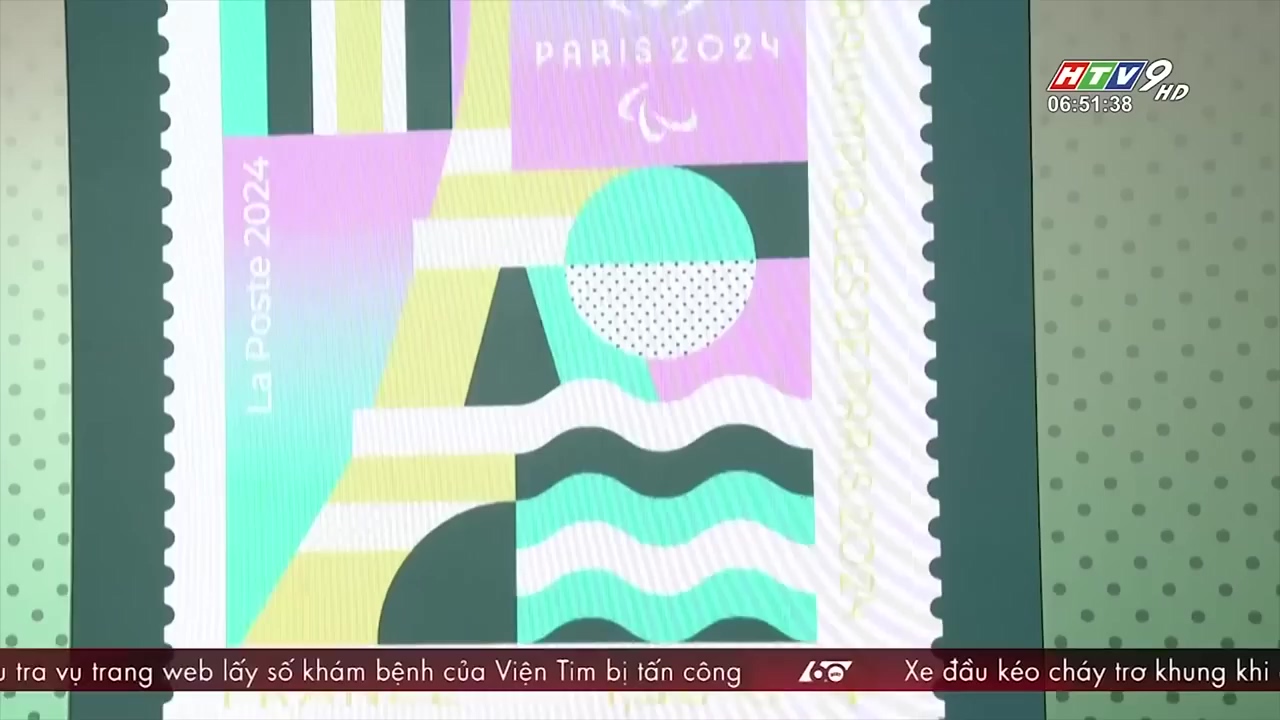 PARIS 2024
HTV9
HD
06:51:38
La Poste 2024
tra vụ trang web lấy số khám bệnh của Viện Tim bị tấn công
60
Xe đầu kéo cháy trơ khung khi